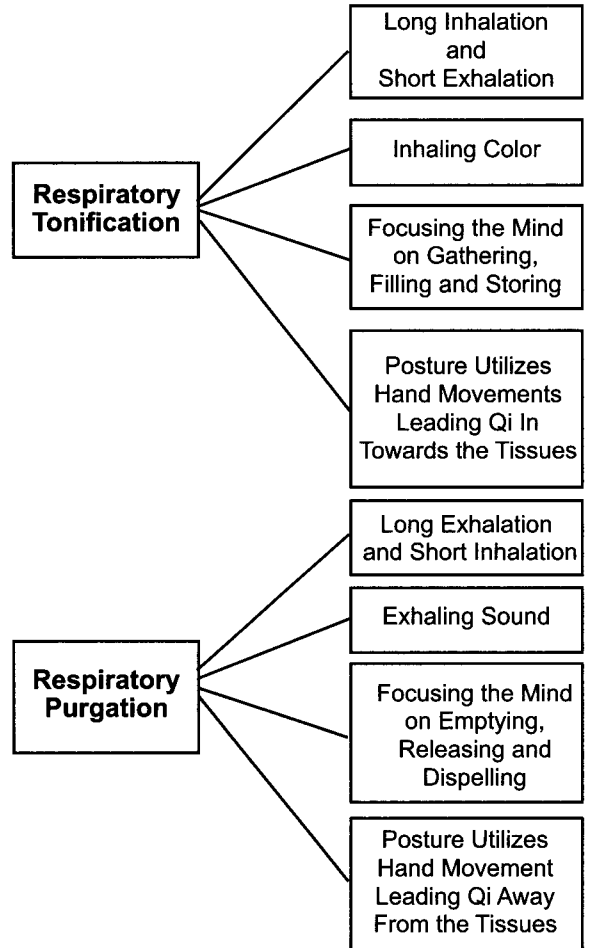 Long Inhalation
and
Short Exhalation
Inhaling Color
Respiratory
Tonification
Focusing the Mind
on Gathering,
Filling and Storing
Posture Utilizes
Hand Movements
Leading Qi In
Towards the Tissues
Long Exhalation
and Short Inhalation
Exhaling Sound
Respiratory
Purgation
Focusing the Mind
on Emptying,
Releasing and
Dispelling
Posture Utilizes
Hand Movement
Leading Qi Away
From the Tissues